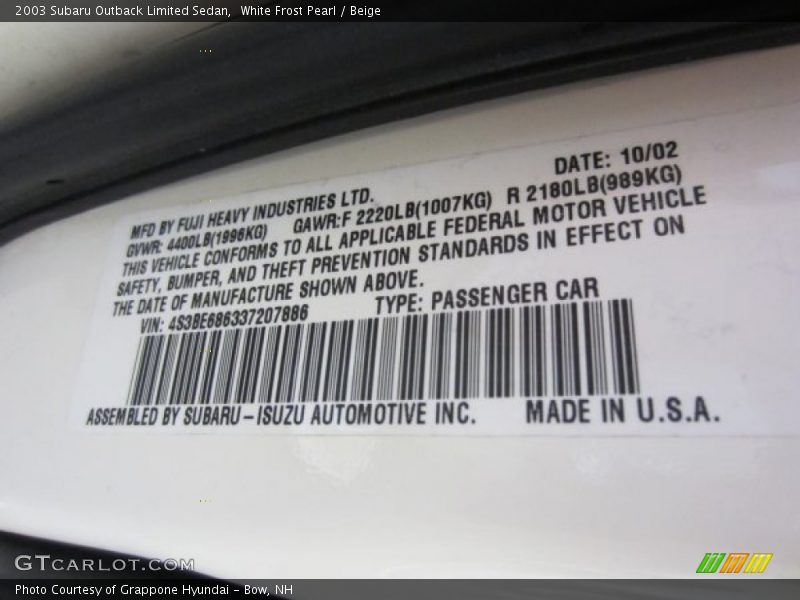 2003 Subaru Outback Limited Sedan,  White Frost Pearl / Beige
DATE: 10/02
MFD BY FUJI HEAVY INDUSTRIES LTD.
GVWR: 4400LB(1996KG)  GAWR:F 2220LB(1007KG)  R 2180LB(989KG)
THIS VEHICLE CONFORMS TO ALL APPLICABLE FEDERAL MOTOR VEHICLE
SAFETY, BUMPER, AND THEFT PREVENTION STANDARDS IN EFFECT ON
THE DATE OF MANUFACTURE SHOWN ABOVE.
VIN: 4S3BE686337207886  TYPE: PASSENGER CAR
ASSEMBLED BY SUBARU-ISUZU AUTOMOTIVE INC.  MADE IN U.S.A.
GTCARLOT.COM
Photo Courtesy of Grappone Hyundai - Bow, NH